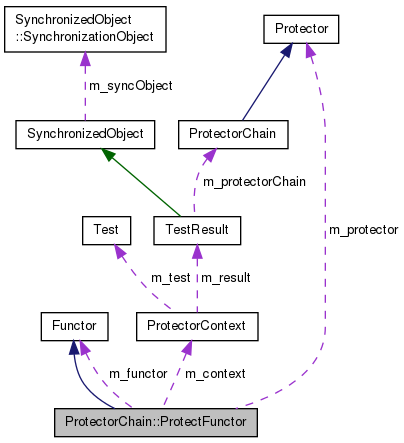 SynchronizedObject
::SynchronizationObject
Protector
m_syncObject
SynchronizedObject
ProtectorChain
m_protectorChain
Test
TestResult
m_protector
m_test
m_result
Functor
ProtectorContext
m_functor
m_context
ProtectorChain::ProtectFunctor